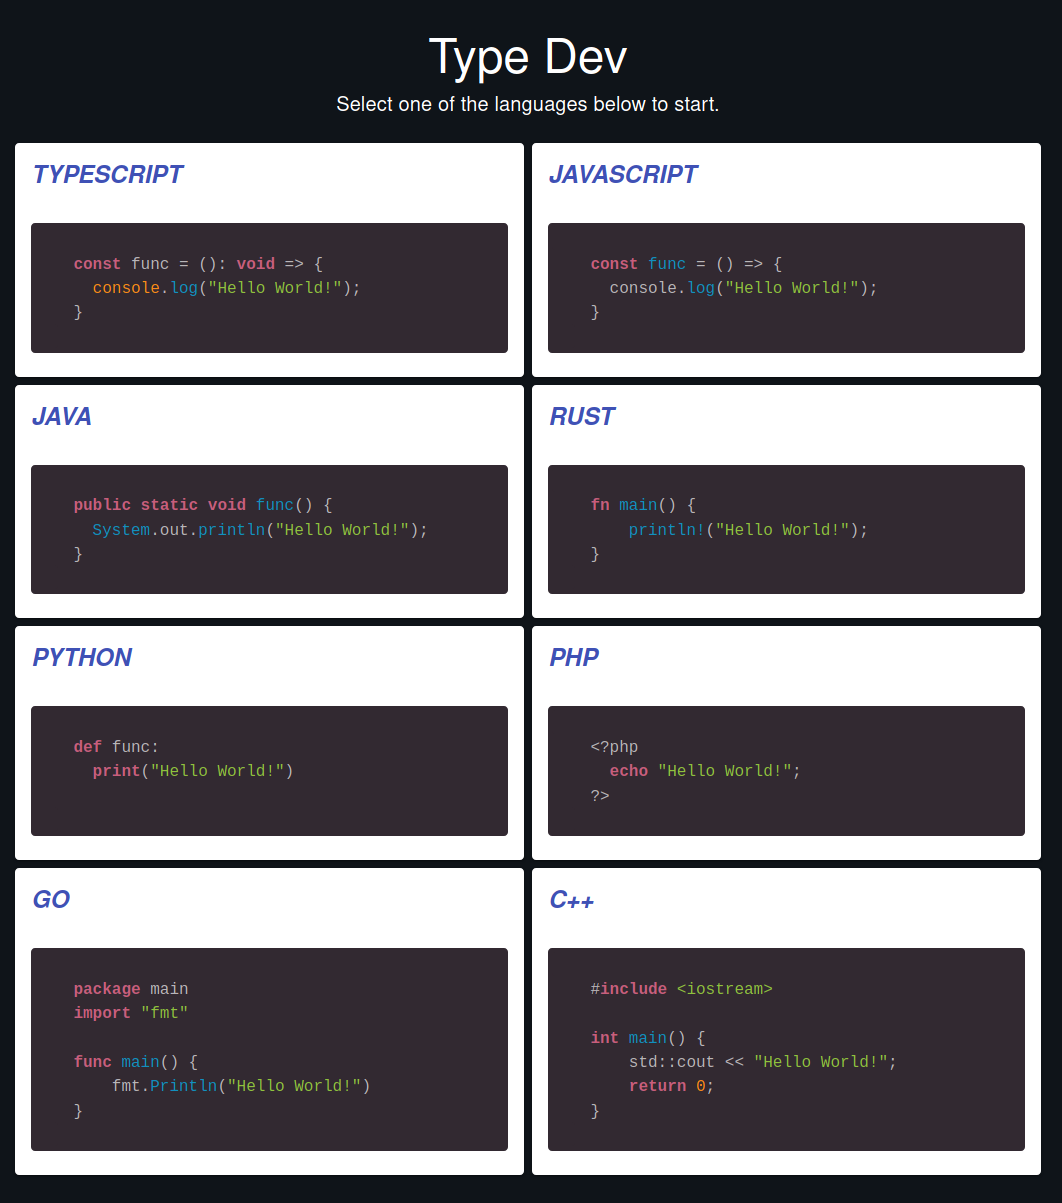 Type Dev
Select one of the languages below to start.
TYPESCRIPT
const func = (): void => {
  console.log("Hello World!");
}
JAVASCRIPT
const func = () => {
  console.log("Hello World!");
}
JAVA
public static void func() {
  System.out.println("Hello World!");
}
RUST
fn main() {
    println!("Hello World!");
}
PYTHON
def func:
  print("Hello World!")
PHP
<?php
  echo "Hello World!";
?>
GO
package main
import "fmt"

func main() {
    fmt.Println("Hello World!")
}
C++
#include <iostream>

int main() {
    std::cout << "Hello World!";
    return 0;
}